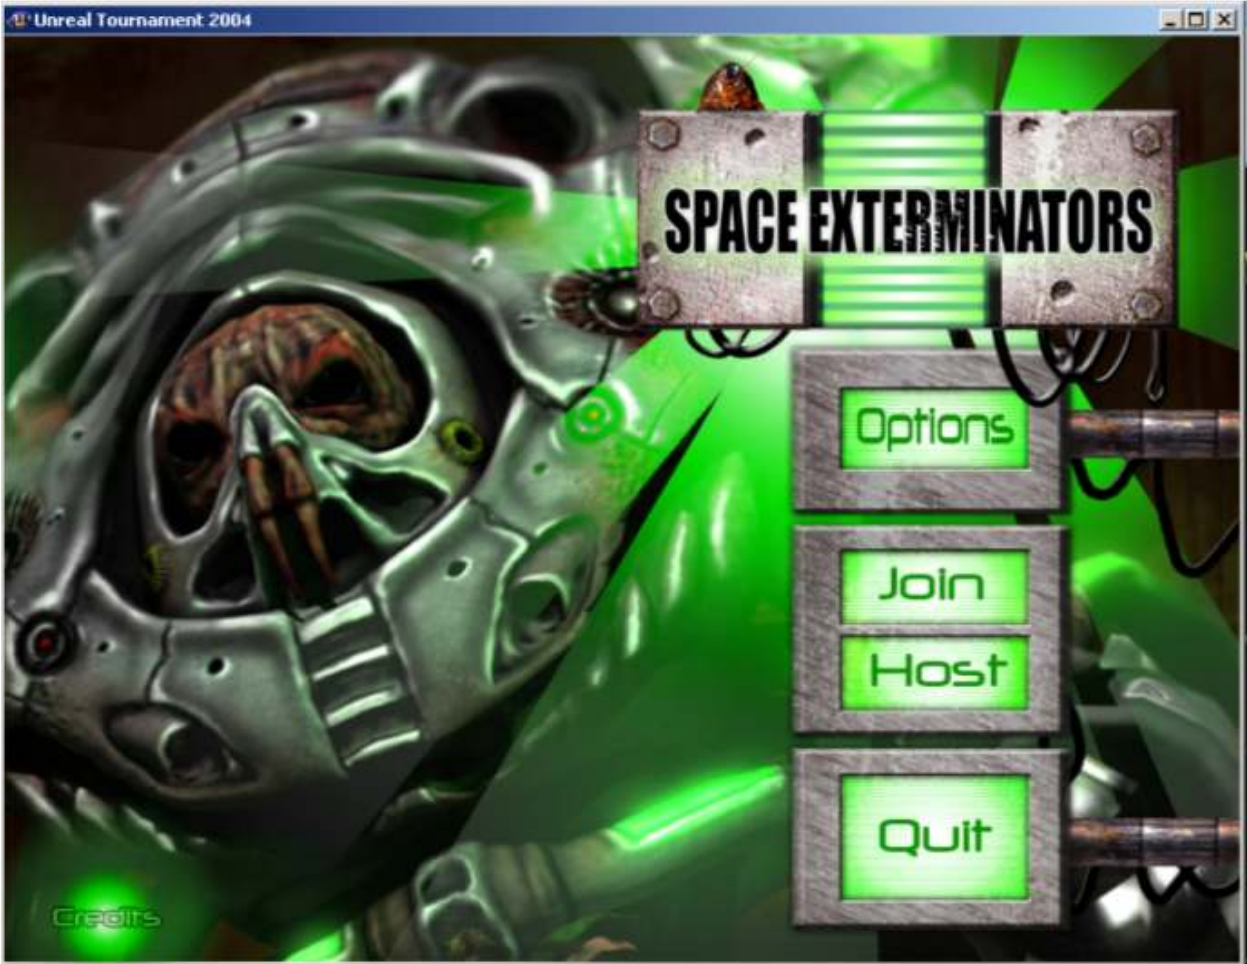 Unreal Tournament 2004
SPACE EXTERMINATORS
Options
Join
Host
Quit
Credits